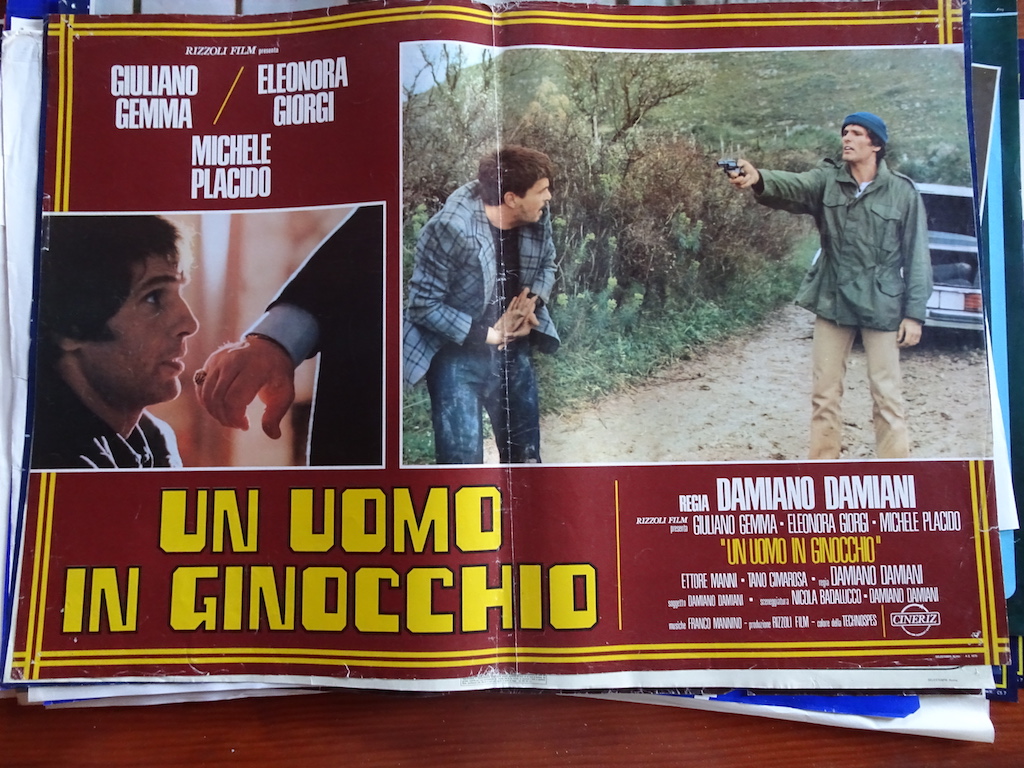 RIZZOLI FILM presenta
GIULIANO GEMMA / ELEONORA GIORGI
MICHELE PLACIDO
UN UOMO
IN GINOCCHIO
REGIA DAMIANO DAMIANI
RIZZOLI FILM presenta GIULIANO GEMMA • ELEONORA GIORGI • MICHELE PLACIDO
"UN UOMO IN GINOCCHIO"
ETTORE MANNI • TANO CIMAROSA • regia DAMIANO DAMIANI
soggetto DAMIANO DAMIANI • sceneggiatura NICOLA BADALUCCO • DAMIANO DAMIANI
musiche FRANCO MANNINO • produzione RIZZOLI FILM • colore della TECHNOSPES
CINERIZ